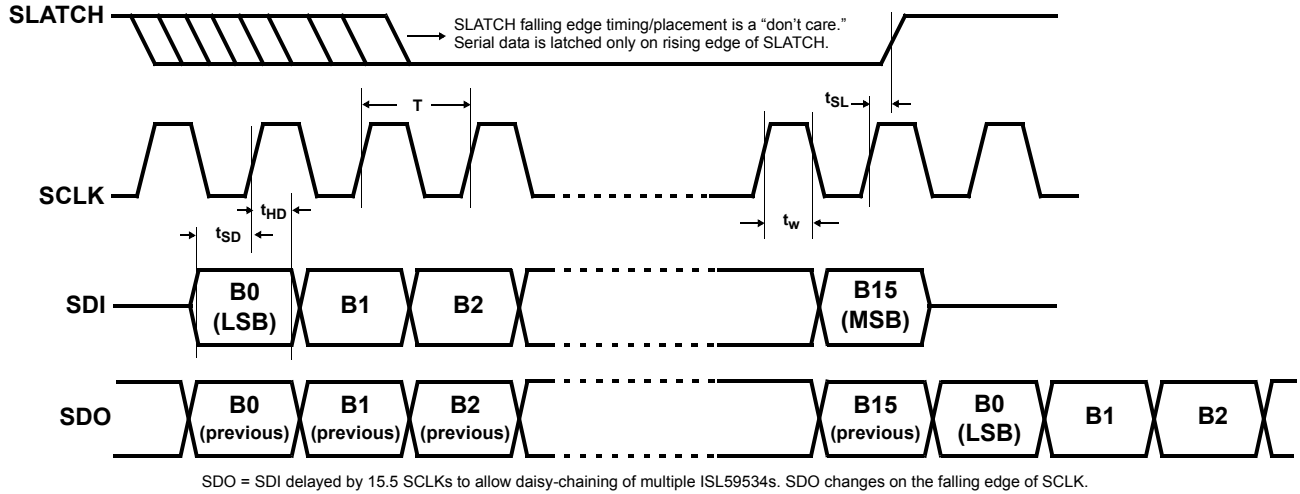 SLATCH
SLATCH falling edge timing/placement is a “don’t care.”
Serial data is latched only on rising edge of SLATCH.
T
tSL
SCLK
tHD
tSD
tw
SDI
B0
(LSB)
B1
B2
B15
(MSB)
SDO
B0
(previous)
B1
(previous)
B2
(previous)
B15
(previous)
B0
(LSB)
B1
B2
SDO = SDI delayed by 15.5 SCLKs to allow daisy-chaining of multiple ISL59534s. SDO changes on the falling edge of SCLK.